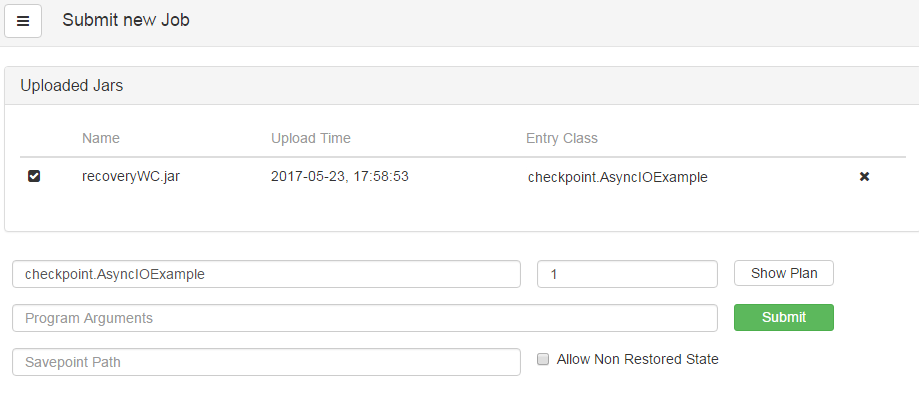 Submit new Job
Uploaded Jars
Name Upload Time Entry Class
recoveryWC.jar 2017-05-23, 17:58:53 checkpoint.AsyncIOExample
checkpoint.AsyncIOExample 1 Show Plan
Program Arguments Submit
Savepoint Path Allow Non Restored State